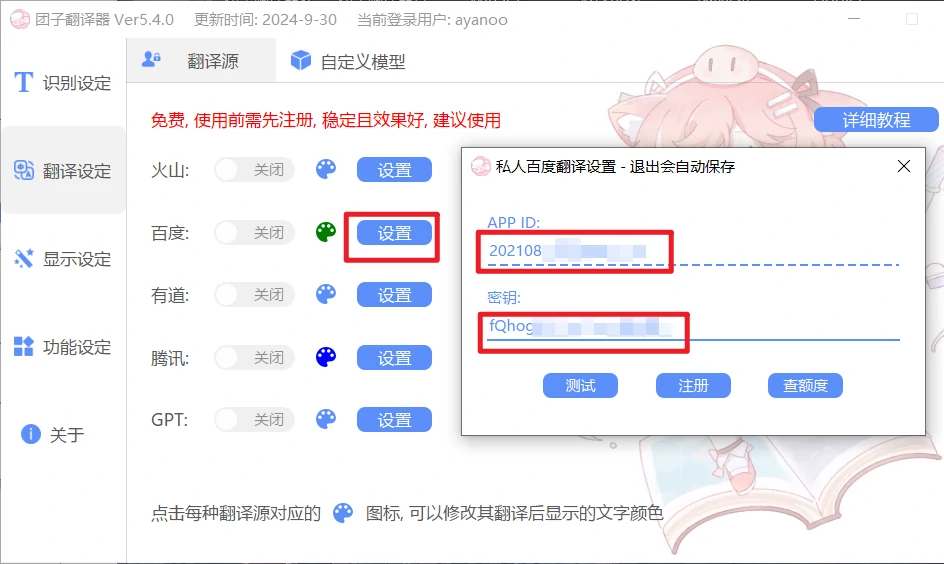 团子翻译器 Ver5.4.0 更新时间: 2024-9-30 当前登录用户: ayanoo
翻译源 自定义模型
识别设定
翻译设定
显示设定
功能设定
关于
免费, 使用前需先注册, 稳定且效果好, 建议使用
详细教程
火山: 关闭 设置
百度: 关闭 设置
有道: 关闭 设置
腾讯: 关闭 设置
GPT: 关闭 设置
点击每种翻译源对应的 图标, 可以修改其翻译后显示的文字颜色
私人百度翻译设置 - 退出会自动保存
APP ID:
202108
密钥:
fQhog
测试 注册 查额度